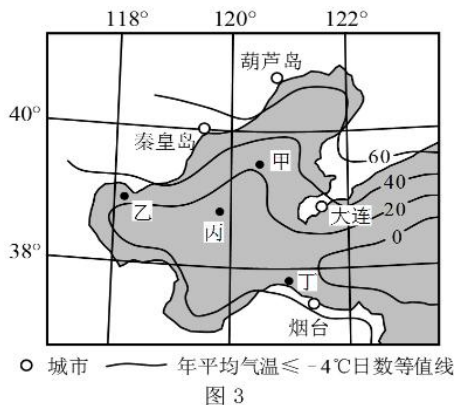 118° 120° 122°
葫芦岛
40°
秦皇岛
甲
60
40
乙
大连
20
丙
0
38°
丁
烟台
城市 年平均气温≤-4℃日数等值线
图 3